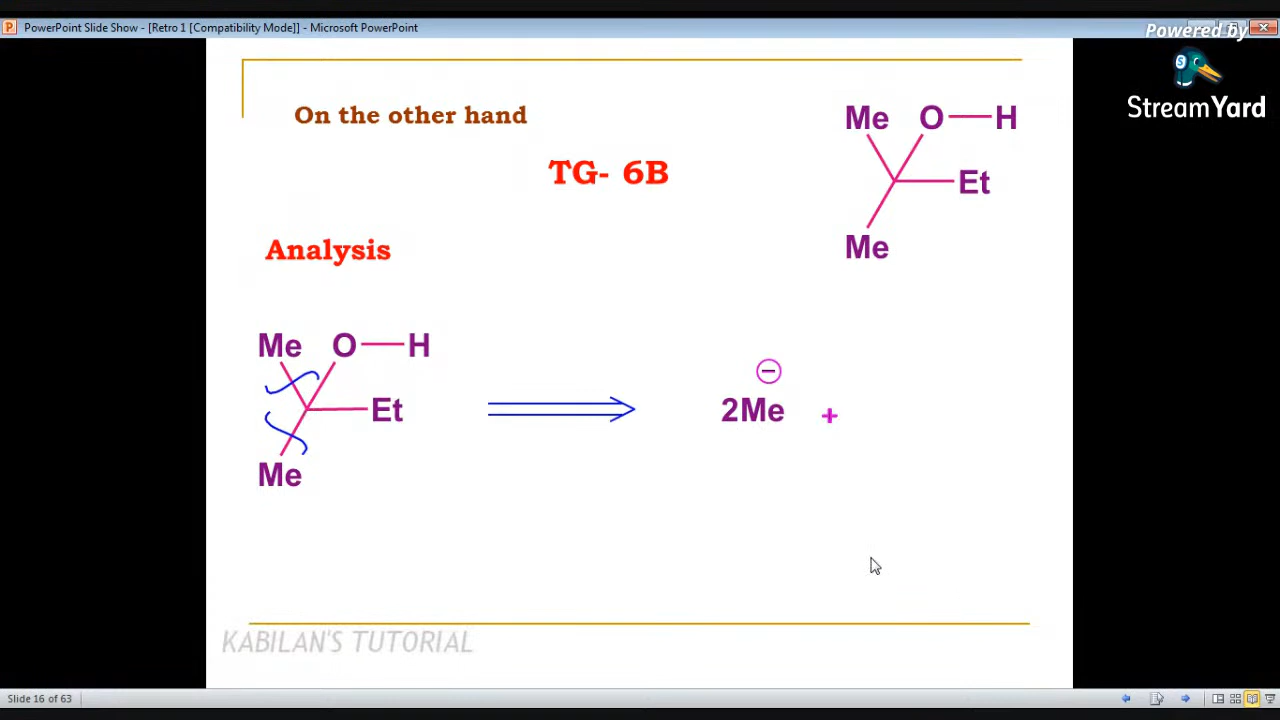 PowerPoint Slide Show - [Retro 1 [Compatibility Mode]] - Microsoft PowerPoint
Powered by
StreamYard
On the other hand
TG- 6B
Me O H
Et
Me
Analysis
Me O H
Et
Me
2Me ⊖ +
KABILAN'S TUTORIAL
Slide 16 of 63